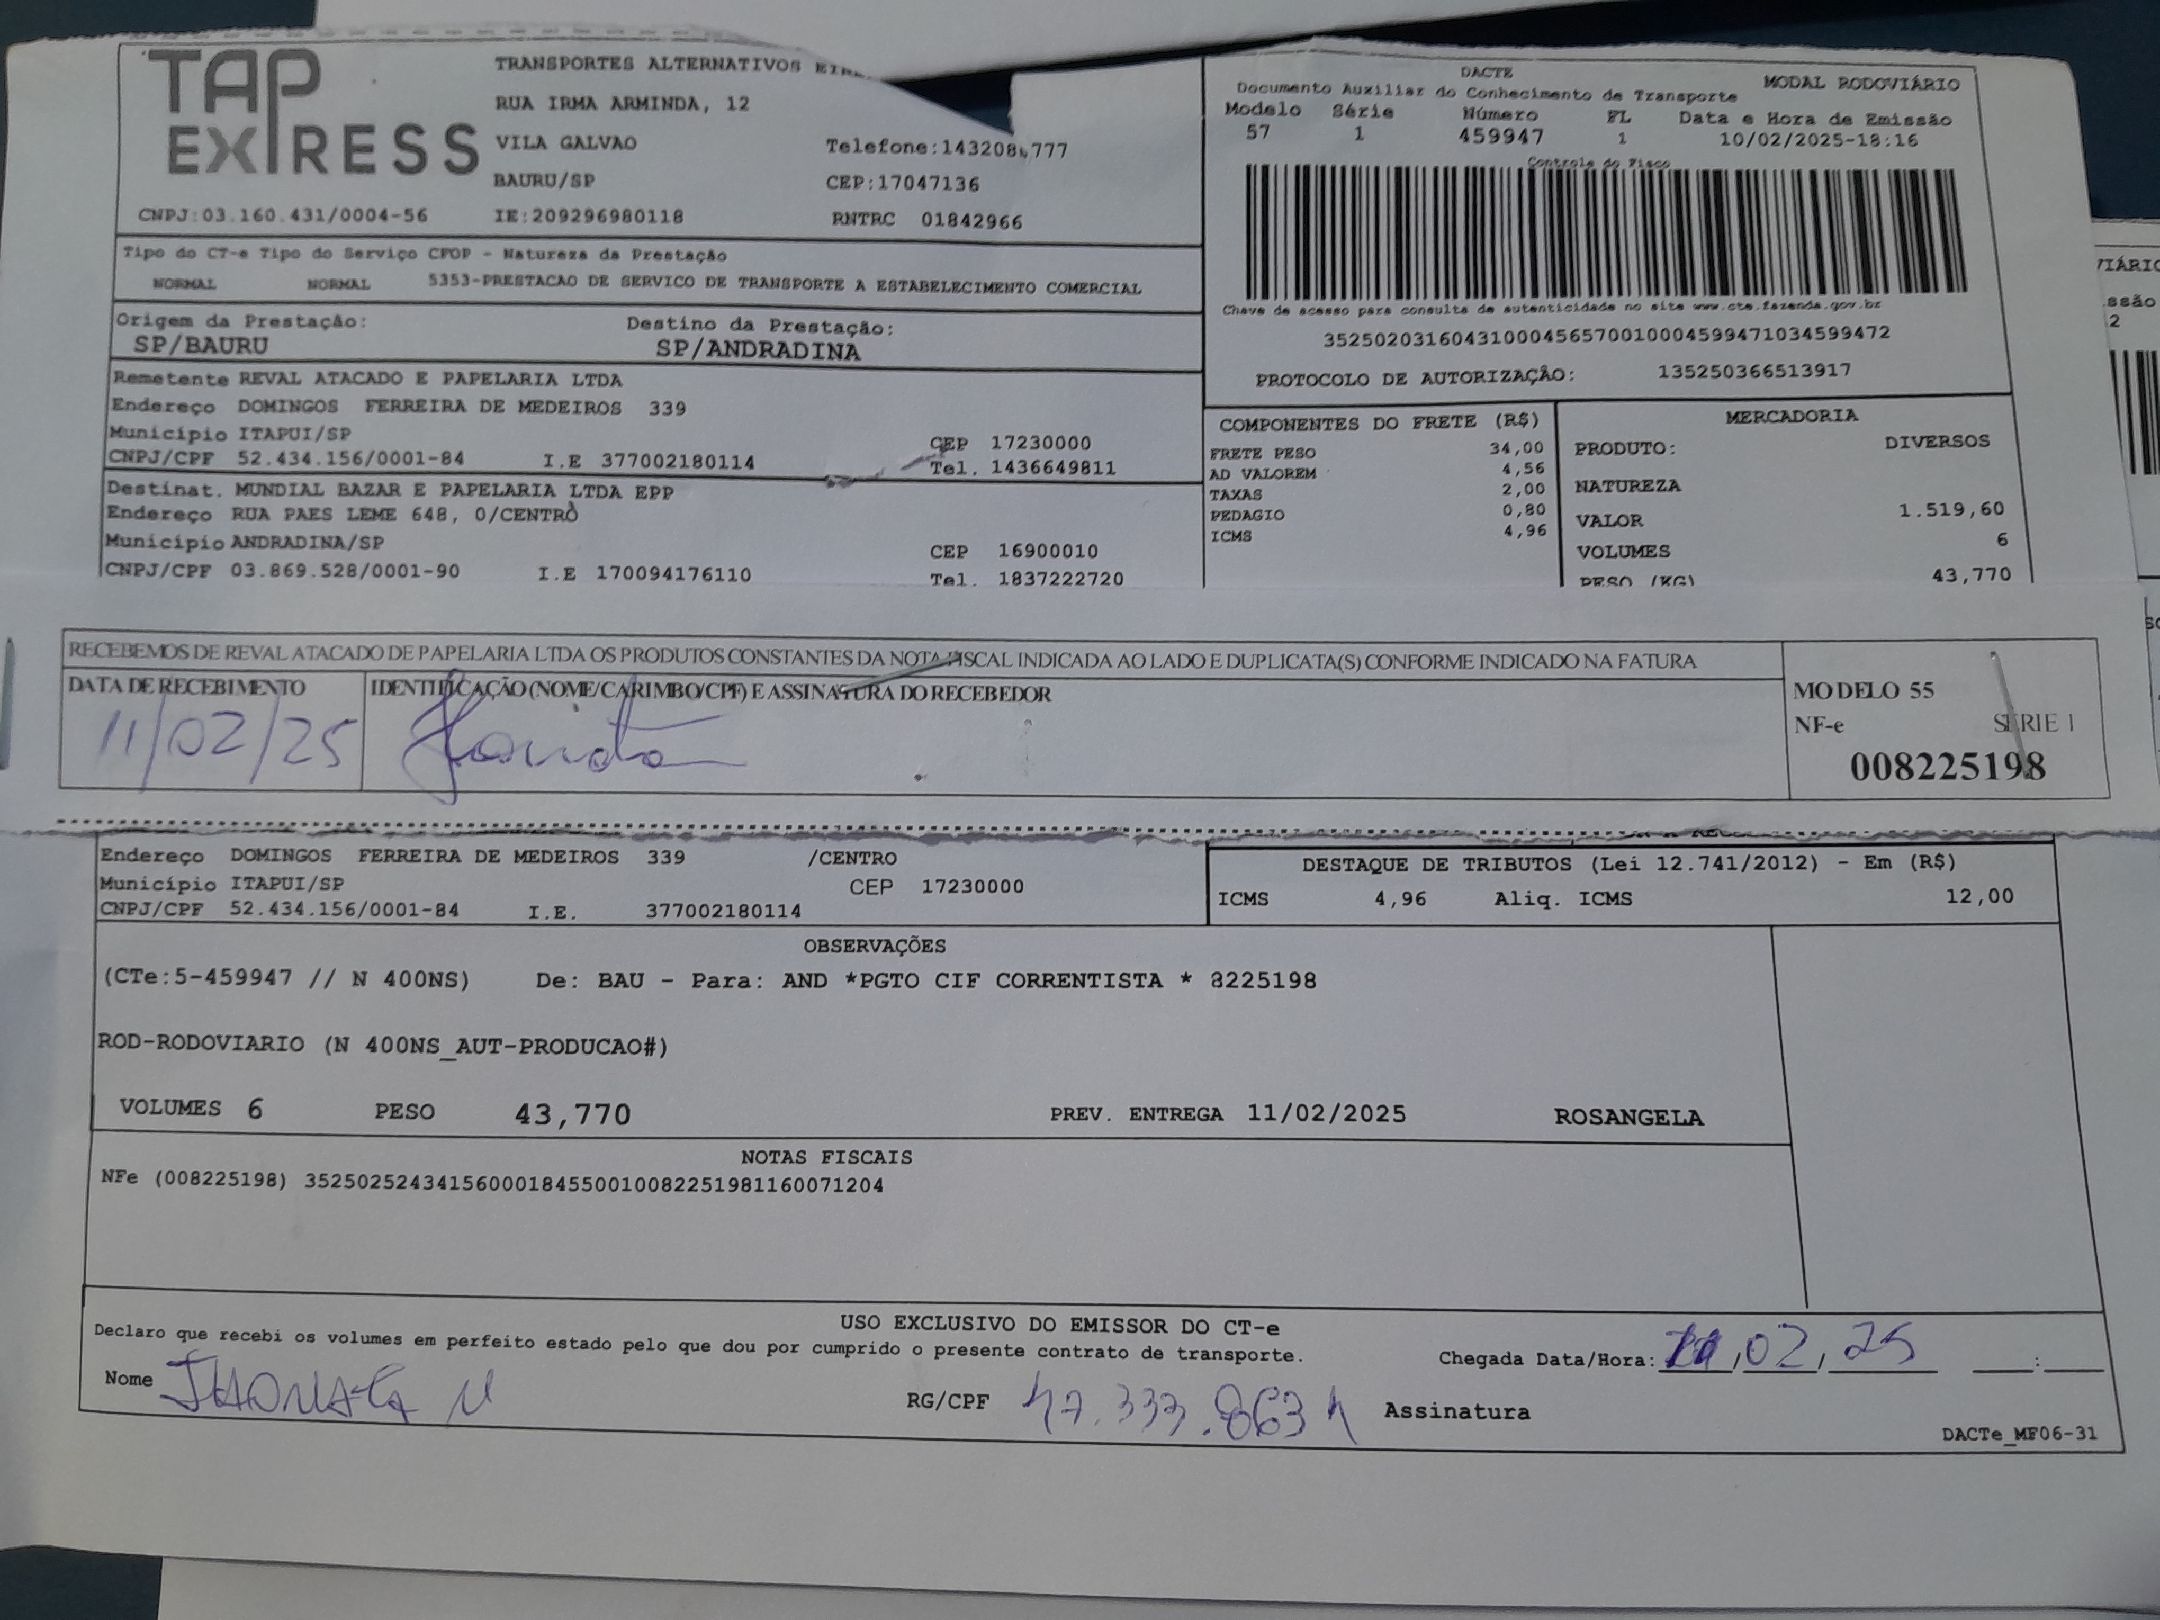 TAP EXPRESS
TRANSPORTES ALTERNATIVOS
RUA IRMA ARMINDA, 12
VILA GALVAO Telefone:1432086777
BAURU/SP CEP:17047136
CNPJ:03.160.431/0004-56 IE:209296980118 RNTRC 01842966
Tipo do CT-e Tipo do Serviço CFOP - Natureza da Prestação
NORMAL NORMAL 5353-PRESTACAO DE SERVICO DE TRANSPORTE A ESTABELECIMENTO COMERCIAL
Origem da Prestação: Destino da Prestação:
SP/BAURU SP/ANDRADINA
Remetente REVAL ATACADO E PAPELARIA LTDA
Endereço DOMINGOS FERREIRA DE MEDEIROS 339
Município ITAPUI/SP CEP 17230000
CNPJ/CPF 52.434.156/0001-84 I.E 377002180114 Tel. 1436649811
Destinat. MUNDIAL BAZAR E PAPELARIA LTDA EPP
Endereço RUA PAES LEME 648, 0/CENTRO
Município ANDRADINA/SP CEP 16900010
CNPJ/CPF 03.869.528/0001-90 I.E 170094176110 Tel. 1837222720
DACTE MODAL RODOVIÁRIO
Documento Auxiliar do Conhecimento de Transporte
Modelo Série Número FL Data e Hora de Emissão
57 1 459947 1 10/02/2025-18:16
Controle do Fisco
Chave de acesso para consulta de autenticidade no site www.cte.fazenda.gov.br
35250203160431000456570010004599471034599472
PROTOCOLO DE AUTORIZAÇÃO: 135250366513917
COMPONENTES DO FRETE (R$)
FRETE PESO 34,00
AD VALOREM 4,56
TAXAS 2,00
PEDAGIO 0,80
ICMS 4,96
MERCADORIA
PRODUTO: DIVERSOS
NATUREZA
VALOR 1.519,60
VOLUMES 6
PESO (KG) 43,770
RECEBEMOS DE REVAL ATACADO DE PAPELARIA LTDA OS PRODUTOS CONSTANTES DA NOTA FISCAL INDICADA AO LADO E DUPLICATA(S) CONFORME INDICADO NA FATURA
DATA DE RECEBIMENTO IDENTIFICAÇÃO (NOME/CARIMBO/CPF) E ASSINATURA DO RECEBEDOR
11/02/25
MODELO 55
NF-e SÉRIE 1
008225198
Endereço DOMINGOS FERREIRA DE MEDEIROS 339 /CENTRO
Município ITAPUI/SP CEP 17230000
CNPJ/CPF 52.434.156/0001-84 I.E. 377002180114
DESTAQUE DE TRIBUTOS (Lei 12.741/2012) - Em (R$)
ICMS 4,96 Aliq. ICMS 12,00
OBSERVAÇÕES
(CTe:5-459947 // N 400NS) De: BAU - Para: AND *PGTO CIF CORRENTISTA * 8225198
ROD-RODOVIARIO (N 400NS_AUT-PRODUCAO#)
VOLUMES 6 PESO 43,770 PREV. ENTREGA 11/02/2025 ROSANGELA
NOTAS FISCAIS
NFe (008225198) 35250252434156000184550010082251981160071204
USO EXCLUSIVO DO EMISSOR DO CT-e
Declaro que recebi os volumes em perfeito estado pelo que dou por cumprido o presente contrato de transporte.
Chegada Data/Hora: 11,02,25 :
Nome RG/CPF 47.333.863 Assinatura
DACTe_MF06-31